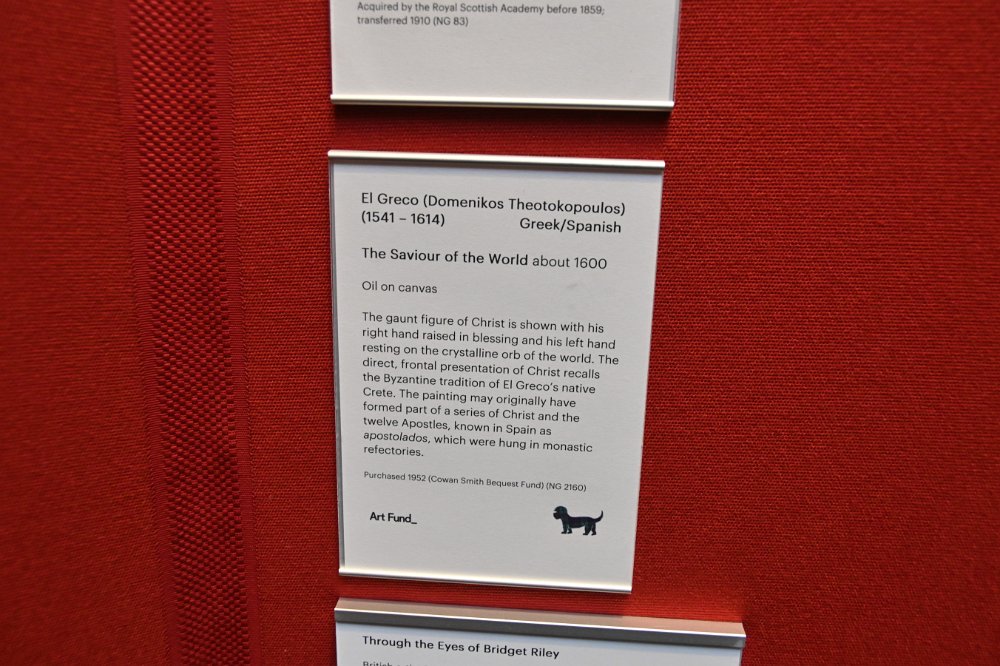 Acquired by the Royal Scottish Academy before 1859;
transferred 1910 (NG 83)
El Greco (Domenikos Theotokopoulos)
(1541 – 1614) Greek/Spanish
The Saviour of the World about 1600
Oil on canvas
The gaunt figure of Christ is shown with his
right hand raised in blessing and his left hand
resting on the crystalline orb of the world. The
direct, frontal presentation of Christ recalls
the Byzantine tradition of El Greco's native
Crete. The painting may originally have
formed part of a series of Christ and the
twelve Apostles, known in Spain as
apostolados, which were hung in monastic
refectories.
Purchased 1952 (Cowan Smith Bequest Fund) (NG 2160)
Art Fund_
Through the Eyes of Bridget Riley